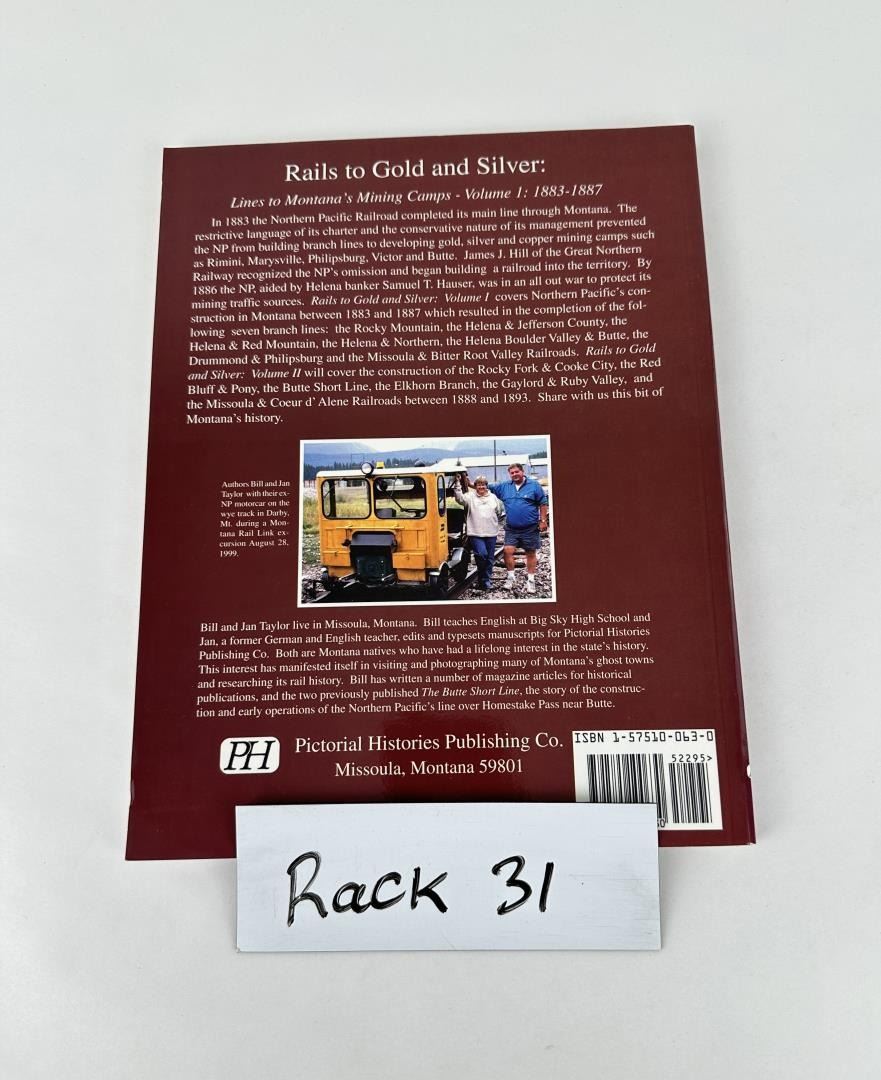 Rails to Gold and Silver:
Lines to Montana's Mining Camps - Volume 1: 1883-1887
In 1883 the Northern Pacific Railroad completed its main line through Montana. The
restrictive language of its charter and the conservative nature of its management prevented
the NP from building branch lines to developing gold, silver and copper mining camps such
as Rimini, Marysville, Philipsburg, Victor and Butte. James J. Hill of the Great Northern
Railway recognized the NP's omission and began building a railroad into the territory. By
1886 the NP, aided by Helena banker Samuel T. Hauser, was in an all out war to protect its
mining traffic sources. Rails to Gold and Silver: Volume I covers Northern Pacific's con-
struction in Montana between 1883 and 1887 which resulted in the completion of the fol-
lowing seven branch lines: the Rocky Mountain, the Helena & Jefferson County, the
Helena & Red Mountain, the Helena & Northern, the Helena Boulder Valley & Butte, the
Drummond & Philipsburg and the Missoula & Bitter Root Valley Railroads. Rails to Gold
and Silver: Volume II will cover the construction of the Rocky Fork & Cooke City, the Red
Bluff & Pony, the Butte Short Line, the Elkhorn Branch, the Gaylord & Ruby Valley, and
the Missoula & Coeur d' Alene Railroads between 1888 and 1893. Share with us this bit of
Montana's history.
Authors Bill and Jan
Taylor with their ex-
NP motorcar on the
wye track in Darby,
Mt. during a Mon-
tana Rail Link ex-
cursion August 28,
1999.
Bill and Jan Taylor live in Missoula, Montana. Bill teaches English at Big Sky High School and
Jan, a former German and English teacher, edits and typesets manuscripts for Pictorial Histories
Publishing Co. Both are Montana natives who have had a lifelong interest in the state's history.
This interest has manifested itself in visiting and photographing many of Montana's ghost towns
and researching its rail history. Bill has written a number of magazine articles for historical
publications, and the two previously published The Butte Short Line, the story of the construc-
tion and early operations of the Northern Pacific's line over Homestake Pass near Butte.
PH
Pictorial Histories Publishing Co.
Missoula, Montana 59801
ISBN 1-57510-063-0
52295>
Rack 31